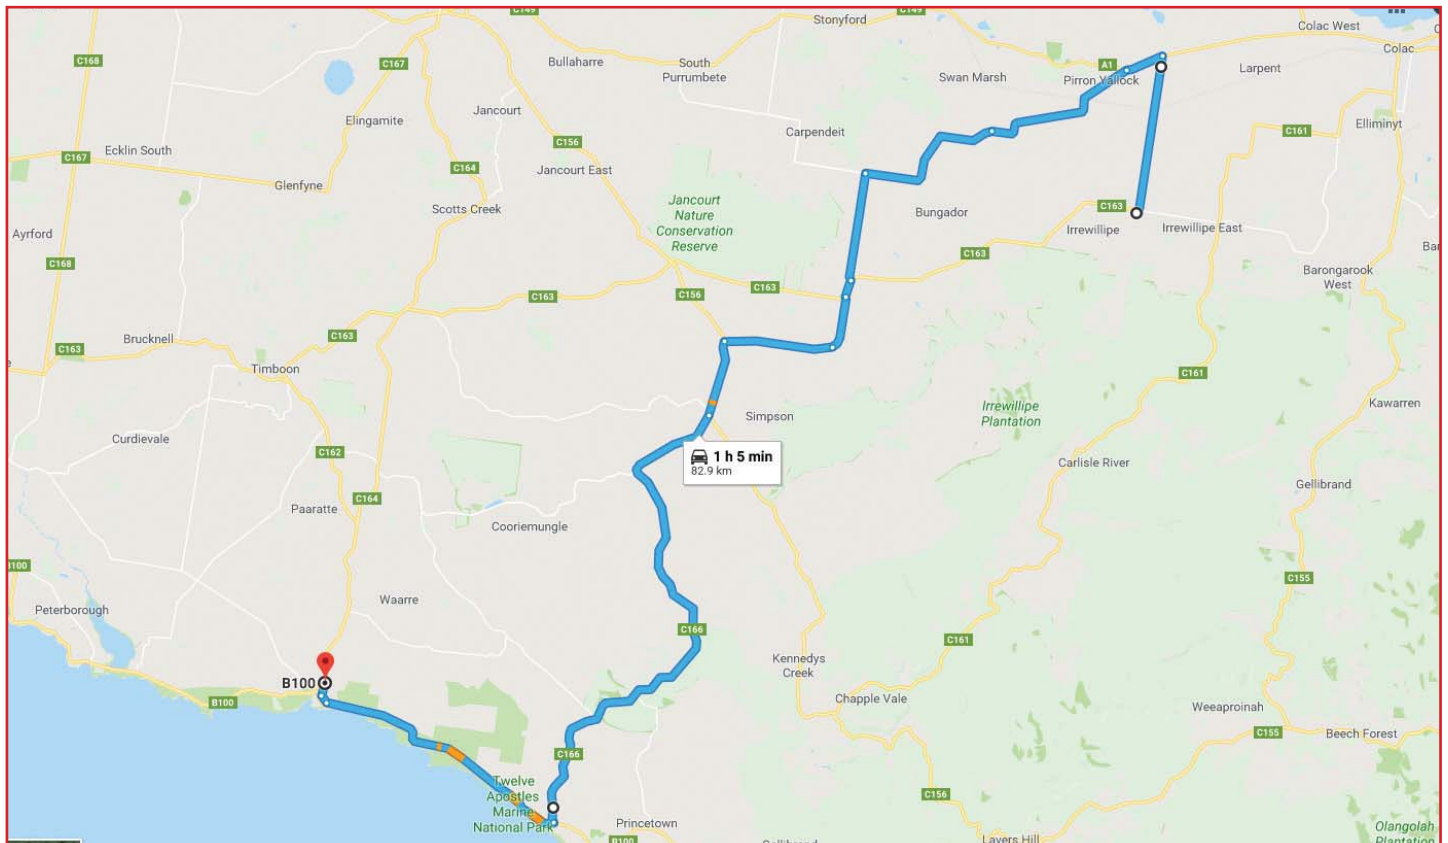 C149
C149
Stonyford
Colac West
Colac
C168
C167
Bullaharre
South
Purrumbete
A1
Swan Marsh
Pirron Yallock
Larpent
Jancourt
Elingamite
Carpendeit
C161
Elliminyt
Ecklin South
C167
C156
C164
Jancourt East
Glenfyne
Scotts Creek
Jancourt
Nature
Conservation
Reserve
Bungador
C163
Irrewillipe
Irrewillipe East
Ayrford
C168
C163
Barongarook
West
C163
C156
C163
Brucknell
C163
C163
Timboon
C161
Simpson
Irrewillipe
Plantation
Kawarren
Curdievale
C162
1 h 5 min
82.9 km
Carlisle River
Gellibrand
C164
Paaratte
Cooriemungle
B100
C155
Peterborough
Waarre
C166
C161
Kennedys
Creek
B100
B100
Chapple Vale
Weeaproinah
C155
Beech Forest
C166
Twelve
Apostles
Marine
National Park
C156
Princetown
B100
Lavers Hill
Olangolah
Plantation